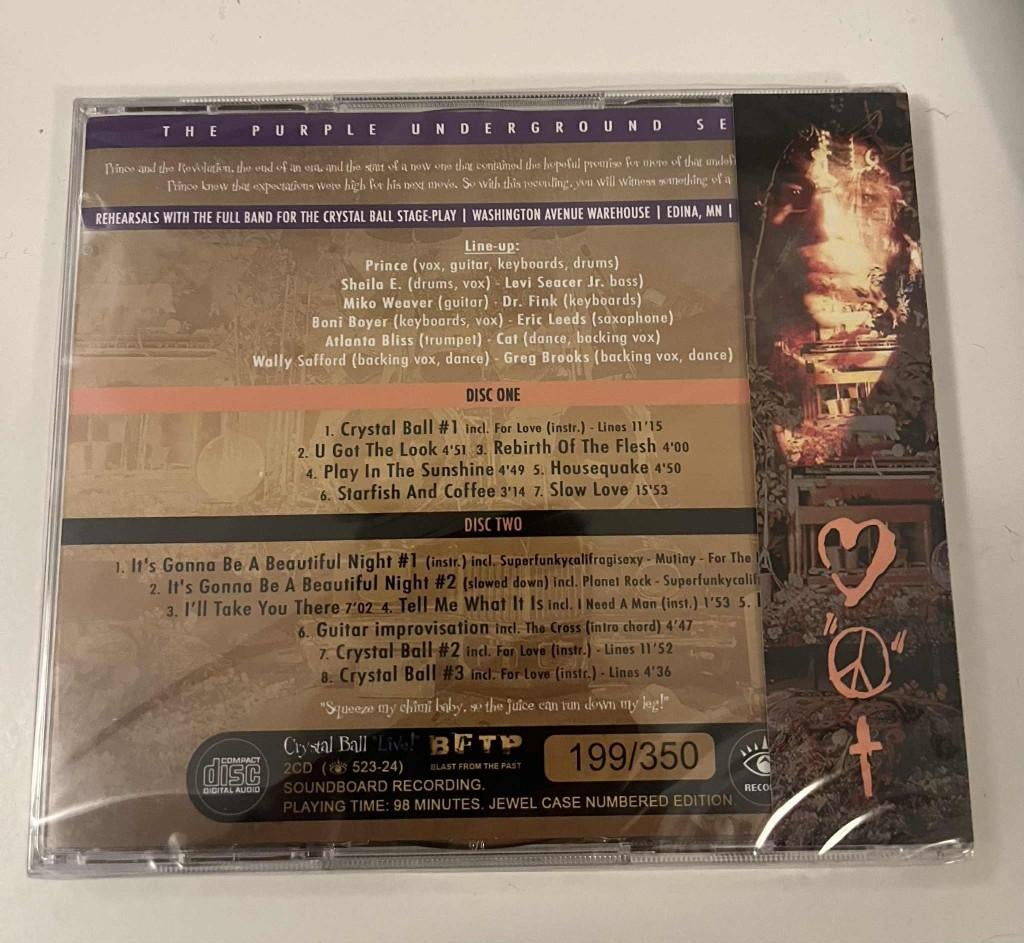 THE PURPLE UNDERGROUND SE
Prince and the Revolution, the end of an era, and the start of a new one that contained the hopeful promise for more of that undef
Prince knew that expectations were high for his next move. So with this recording, you will witness something of a
REHEARSALS WITH THE FULL BAND FOR THE CRYSTAL BALL STAGE-PLAY | WASHINGTON AVENUE WAREHOUSE | EDINA, MN |
Line-up:
Prince (vox, guitar, keyboards, drums)
Sheila E. (drums, vox) - Levi Seacer Jr. bass)
Miko Weaver (guitar) - Dr. Fink (keyboards)
Boni Boyer (keyboards, vox) - Eric Leeds (saxophone)
Atlanta Bliss (trumpet) - Cat (dance, backing vox)
Wally Safford (backing vox, dance) - Greg Brooks (backing vox, dance)
DISC ONE
1. Crystal Ball #1 incl. For Love (instr.) - Lines 11'15
2. U Got The Look 4'51 3. Rebirth Of The Flesh 4'00
4. Play In The Sunshine 4'49 5. Housequake 4'50
6. Starfish And Coffee 3'14 7. Slow Love 15'53
DISC TWO
1. It's Gonna Be A Beautiful Night #1 (instr.) incl. Superfunkycalifragisexy - Mutiny - For The
2. It's Gonna Be A Beautiful Night #2 (slowed down) incl. Planet Rock - Superfunkycalif
3. I'll Take You There 7'02 4. Tell Me What It Is incl. I Need A Man (inst.) 1'53 5.
6. Guitar improvisation incl. The Cross (intro chord) 4'47
7. Crystal Ball #2 incl. For Love (instr.) - Lines 11'52
8. Crystal Ball #3 incl. For Love (instr.) - Lines 4'36
"Squeeze my chimi baby, so the juice can run down my leg!"
COMPACT
disc
DIGITAL AUDIO
Crystal Ball "Live!"
2CD ( 523-24)
BFTP
BLAST FROM THE PAST
199/350
SOUNDBOARD RECORDING.
PLAYING TIME: 98 MINUTES. JEWEL CASE NUMBERED EDITION
RECO